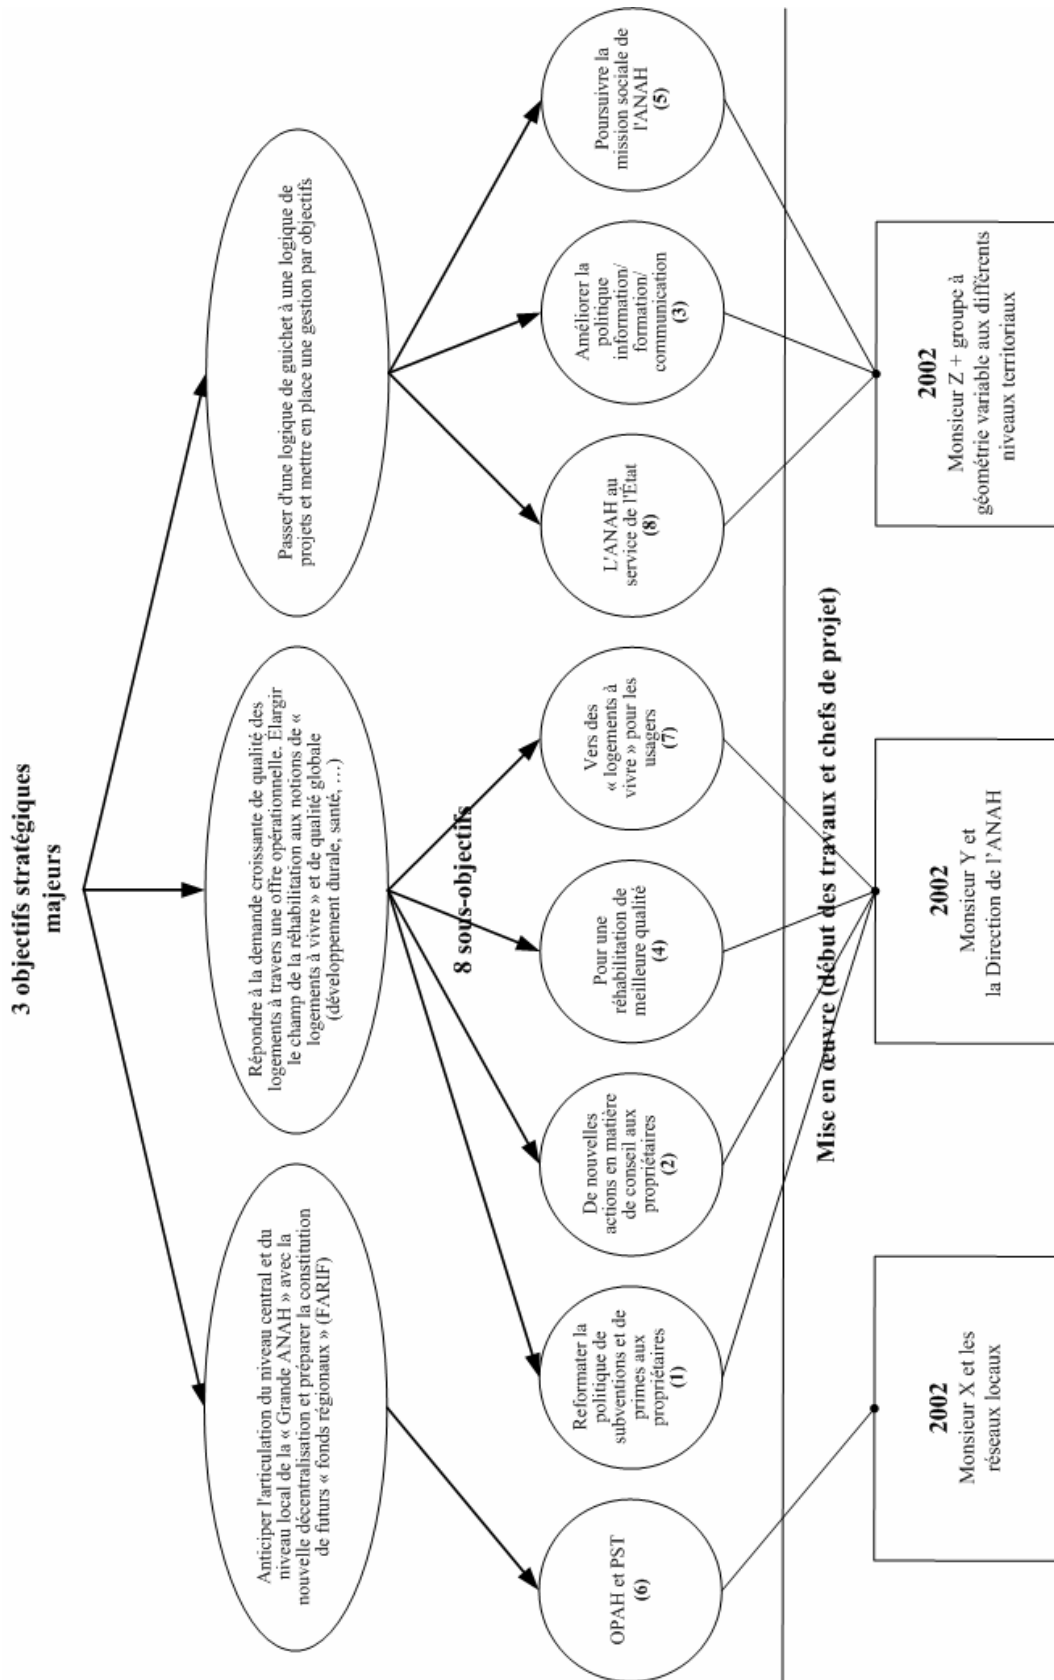 3 objectifs stratégiques
majeurs
Anticiper l'articulation du niveau central et du
niveau local de la « Grande ANAH » avec la
nouvelle décentralisation et préparer la constitution
de futurs « fonds régionaux » (FARIF)
Répondre à la demande croissante de qualité des
logements à travers une offre opérationnelle. Élargir
le champ de la réhabilitation aux notions de «
logements à vivre » et de qualité globale
(développement durale, santé, …)
Passer d'une logique de guichet à une logique de
projets et mettre en place une gestion par objectifs
8 sous-objectifs
OPAH et PST
(6)
Reformater la
politique de
subventions et de
primes aux
propriétaires
(1)
De nouvelles
actions en matière
de conseil aux
propriétaires
(2)
Pour une
réhabilitation de
meilleure qualité
(4)
Vers des
« logements à
vivre » pour les
usagers
(7)
L'ANAH au
service de l'État
(8)
Améliorer la
politique
information/
formation/
communication
(3)
Poursuivre la
mission sociale de
l'ANAH
(5)
Mise en œuvre (début des travaux et chefs de projet)
2002
Monsieur X et les
réseaux locaux
2002
Monsieur Y et
la Direction de l'ANAH
2002
Monsieur Z + groupe à
géométrie variable aux différents
niveaux territoriaux